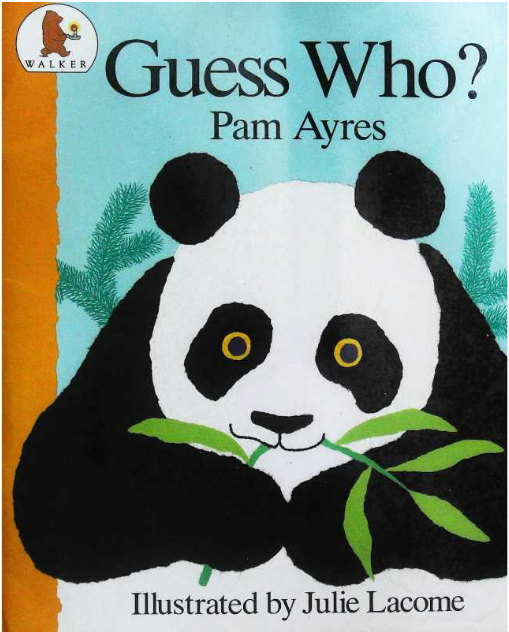 WALKER
Guess Who?
Pam Ayres
Illustrated by Julie Lacome